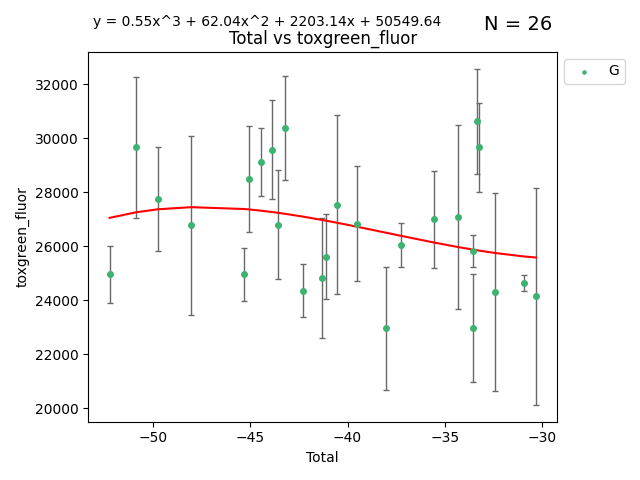 y = 0.55x^3 + 62.04x^2 + 2203.14x + 50549.64
N = 26
Total vs toxgreen_fluor
G
toxgreen_fluor
32000
30000
28000
26000
24000
22000
20000
−50
−45
−40
−35
−30
Total